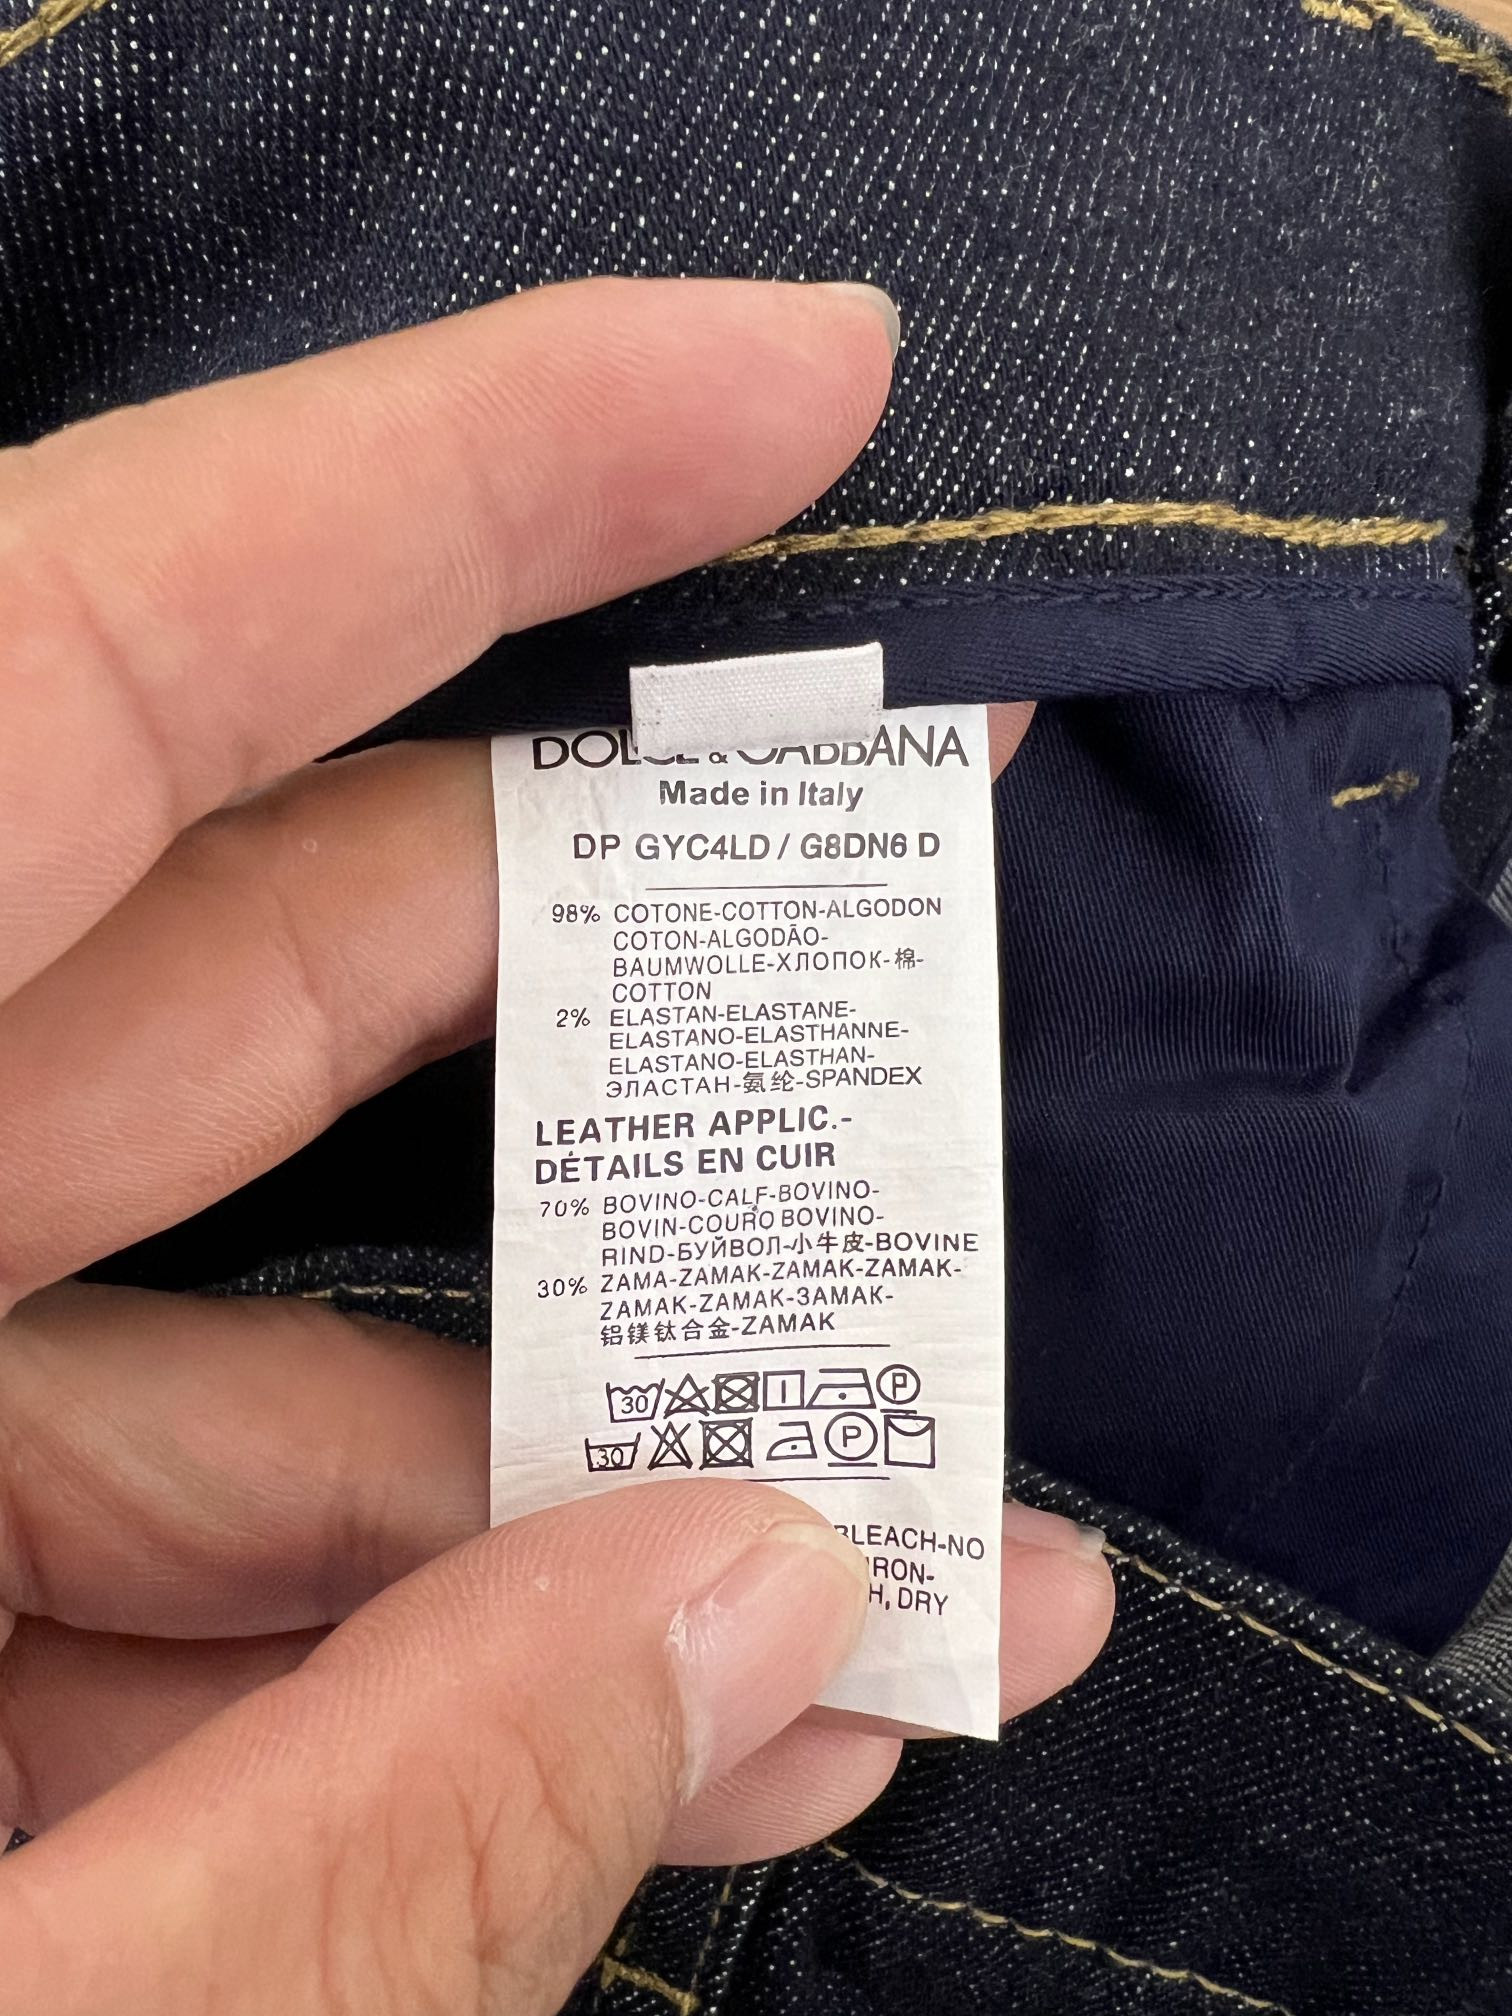 DOLCE & GABBANA
Made in Italy
DP GYC4LD / G8DN6 D
98% COTONE-COTTON-ALGODON
COTON-ALGODÃO-
BAUMWOLLE-ХЛОПОК-棉-
COTTON
2% ELASTAN-ELASTANE-
ELASTANO-ELASTHANNE-
ELASTANO-ELASTHAN-
ЭЛАСТАН-氨纶-SPANDEX
LEATHER APPLIC.-
DÉTAILS EN CUIR
70% BOVINO-CALF-BOVINO-
BOVIN-COURO BOVINO-
RIND-БУЙВОЛ-小牛皮-BOVINE
30% ZAMA-ZAMAK-ZAMAK-ZAMAK-
ZAMAK-ZAMAK-ЗАМАК-
铝镁钛合金-ZAMAK
30 P
30 P
BLEACH-NO
IRON-
H, DRY